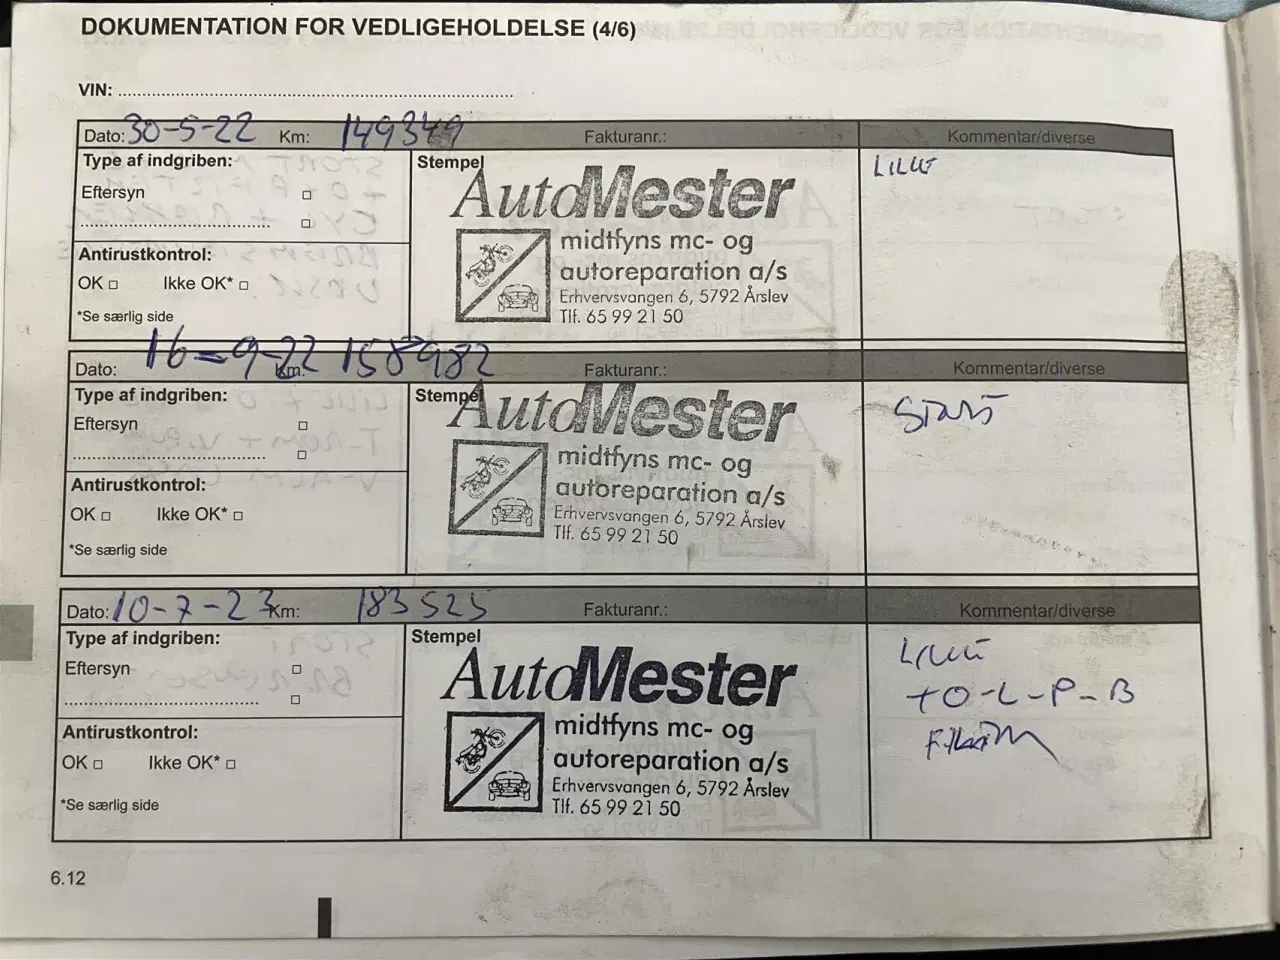 DOKUMENTATION FOR VEDLIGEHOLDELSE (4/6)
VIN:
Dato: 30-5-22 Km: 149349 Fakturanr.: Kommentar/diverse
Type af indgriben: Stempel LILLE
Eftersyn
AutoMester
midtfyns mc- og
autoreparation a/s
Erhvervsvangen 6, 5792 Årslev
Tlf. 65 99 21 50
Antirustkontrol:
OK Ikke OK*
*Se særlig side
Dato: 16-9-22 Km: 158982 Fakturanr.: Kommentar/diverse
Type af indgriben: Stempel
Eftersyn
AutoMester
midtfyns mc- og
autoreparation a/s
Erhvervsvangen 6, 5792 Årslev
Tlf. 65 99 21 50
Antirustkontrol:
OK Ikke OK*
*Se særlig side
Dato: 10-7-23 Km: 183525 Fakturanr.: Kommentar/diverse
Type af indgriben: Stempel LILLE
Eftersyn +O-L-P-B
AutoMester
midtfyns mc- og
autoreparation a/s
Erhvervsvangen 6, 5792 Årslev
Tlf. 65 99 21 50
Antirustkontrol:
OK Ikke OK*
*Se særlig side
6.12